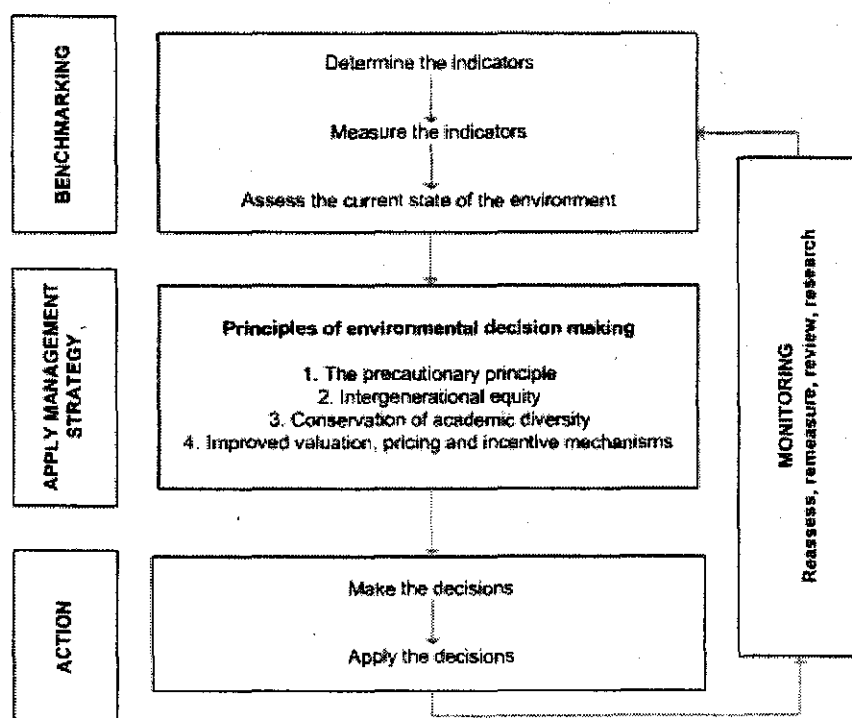 BENCHMARKING
Determine the indicators
Measure the indicators
Assess the current state of the environment
APPLY MANAGEMENT
STRATEGY
Principles of environmental decision making
1. The precautionary principle
2. Intergenerational equity
3. Conservation of academic diversity
4. Improved valuation, pricing and incentive mechanisms
ACTION
Make the decisions
Apply the decisions
MONITORING
Reassess, remeasure, review, research